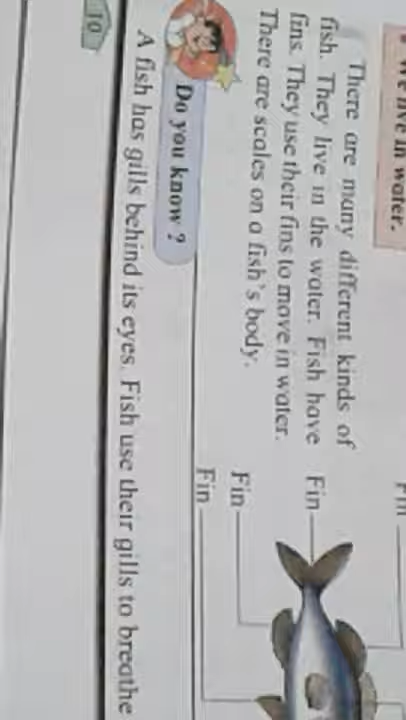 We live in water.
There are many different kinds of
fish. They live in the water. Fish have
fins. They use their fins to move in water.
There are scales on a fish's body.
Fin
Fin
Fin
Fin
Do you know?
A fish has gills behind its eyes. Fish use their gills to breathe
10